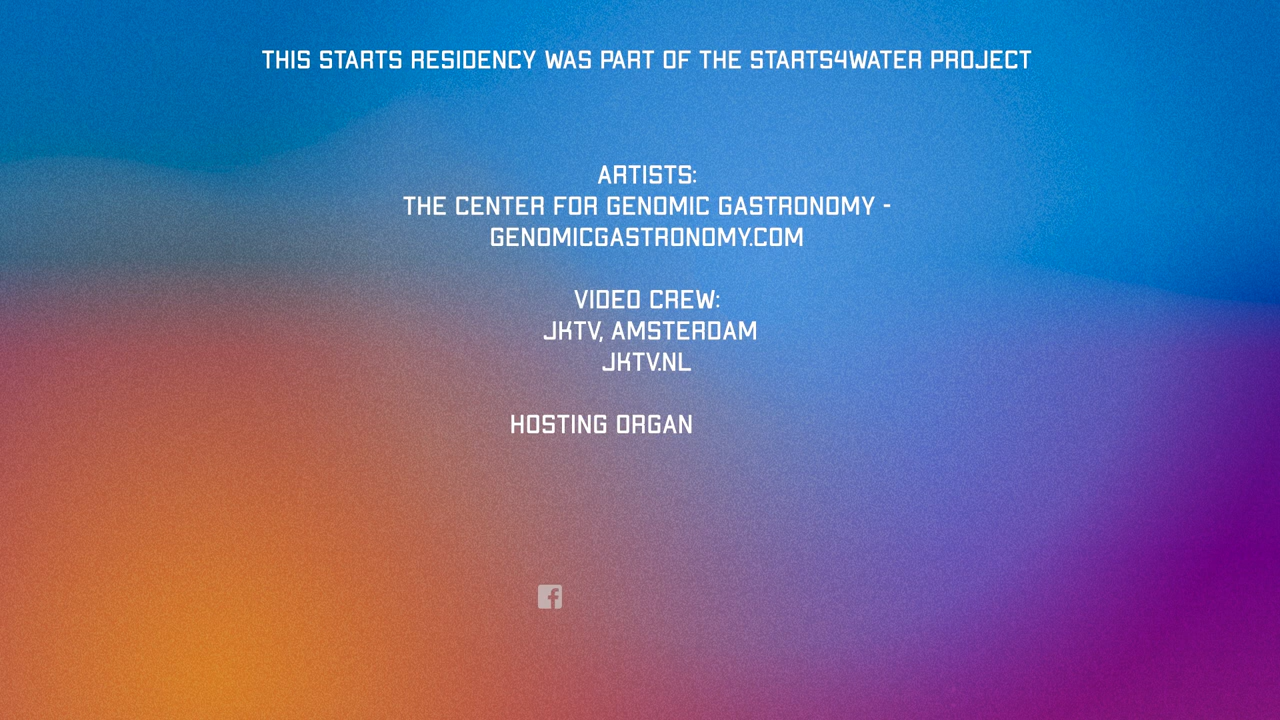 THIS STARTS RESIDENCY WAS PART OF THE STARTS4WATER PROJECT
ARTISTS:
THE CENTER FOR GENOMIC GASTRONOMY -
GENOMICGASTRONOMY.COM
VIDEO CREW:
JKTV, AMSTERDAM
JKTV.NL
HOSTING ORGAN